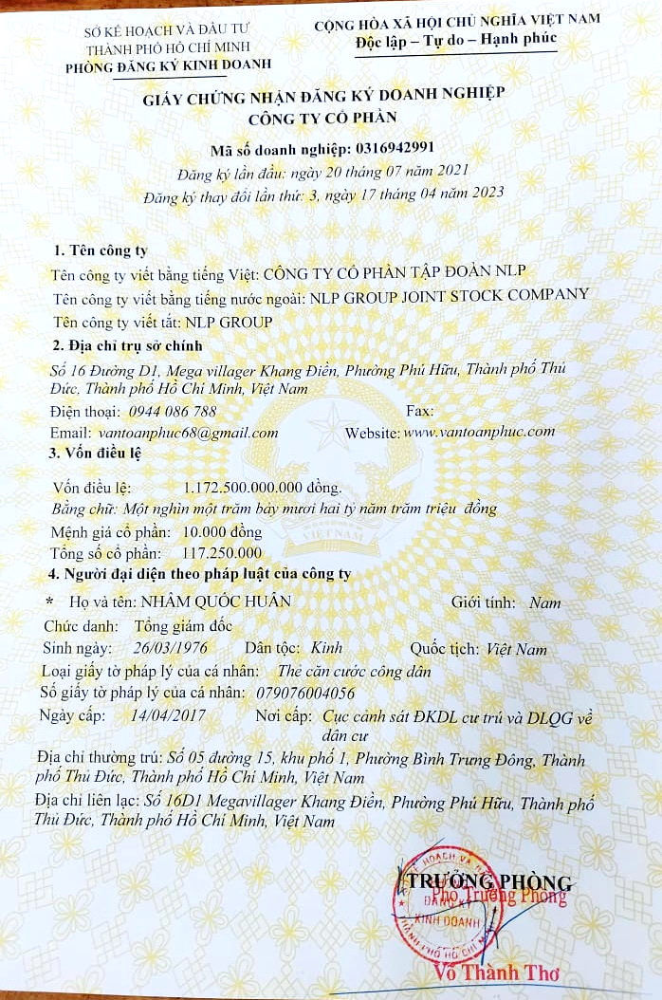 SỞ KẾ HOẠCH VÀ ĐẦU TƯ
THÀNH PHỐ HỒ CHÍ MINH
PHÒNG ĐĂNG KÝ KINH DOANH
CỘNG HÒA XÃ HỘI CHỦ NGHĨA VIỆT NAM
Độc lập – Tự do – Hạnh phúc
GIẤY CHỨNG NHẬN ĐĂNG KÝ DOANH NGHIỆP
CÔNG TY CỔ PHẦN
Mã số doanh nghiệp: 0316942991
Đăng ký lần đầu: ngày 20 tháng 07 năm 2021
Đăng ký thay đổi lần thứ: 3, ngày 17 tháng 04 năm 2023
1. Tên công ty
Tên công ty viết bằng tiếng Việt: CÔNG TY CỔ PHẦN TẬP ĐOÀN NLP
Tên công ty viết bằng tiếng nước ngoài: NLP GROUP JOINT STOCK COMPANY
Tên công ty viết tắt: NLP GROUP
2. Địa chỉ trụ sở chính
Số 16 Đường D1, Mega villager Khang Điền, Phường Phú Hữu, Thành phố Thủ
Đức, Thành phố Hồ Chí Minh, Việt Nam
Điện thoại: 0944 086 788 Fax:
Email: vantoanphuc68@gmail.com Website: www.vantoanphuc.com
3. Vốn điều lệ
Vốn điều lệ: 1.172.500.000.000 đồng.
Bằng chữ: Một nghìn một trăm bảy mươi hai tỷ năm trăm triệu đồng
Mệnh giá cổ phần: 10.000 đồng
Tổng số cổ phần: 117.250.000
VIỆT NAM
4. Người đại diện theo pháp luật của công ty
* Họ và tên: NHÂM QUỐC HUÂN Giới tính: Nam
Chức danh: Tổng giám đốc
Sinh ngày: 26/03/1976 Dân tộc: Kinh Quốc tịch: Việt Nam
Loại giấy tờ pháp lý của cá nhân: Thẻ căn cước công dân
Số giấy tờ pháp lý của cá nhân: 079076004056
Ngày cấp: 14/04/2017 Nơi cấp: Cục cảnh sát ĐKDL cư trú và DLQG về
dân cư
Địa chỉ thường trú: Số 05 đường 15, khu phố 1, Phường Bình Trưng Đông, Thành
phố Thủ Đức, Thành phố Hồ Chí Minh, Việt Nam
Địa chỉ liên lạc: Số 16D1 Megavillager Khang Điền, Phường Phú Hữu, Thành phố
Thủ Đức, Thành phố Hồ Chí Minh, Việt Nam
TRƯỞNG PHÒNG
Phó Trưởng Phòng
ĐĂNG KÝ
KINH DOANH
THÀNH PHỐ HỒ CHÍ MINH
Võ Thành Thơ